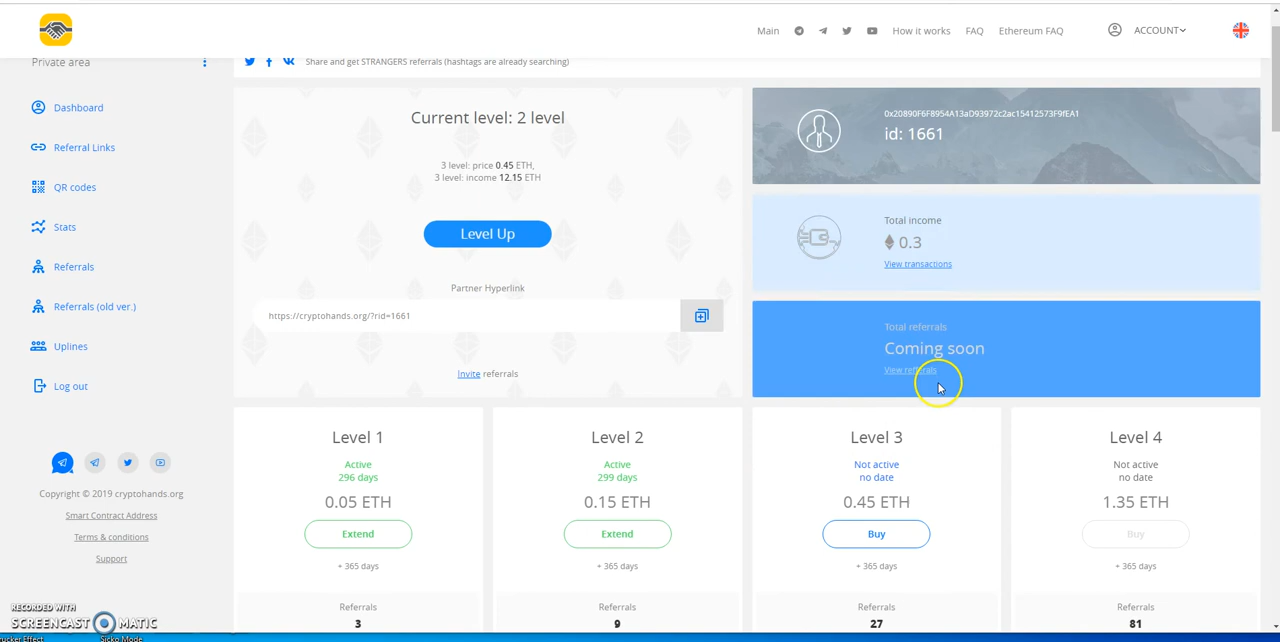 Main
How it works
FAQ
Ethereum FAQ
ACCOUNT
Private area
Share and get STRANGERS referrals (hashtags are already searching)
Dashboard
Referral Links
QR codes
Stats
Referrals
Referrals (old ver.)
Uplines
Log out
Copyright © 2019 cryptohands.org
Smart Contract Address
Terms & conditions
Support
Current level: 2 level
3 level: price 0.45 ETH,
3 level: income 12.15 ETH
Level Up
Partner Hyperlink
https://cryptohands.org/?rid=1661
Invite referrals
0x20890F6F8954A13aD93972c2ac15412573F9fEA1
id: 1661
Total income
0.3
View transactions
Total referrals
Coming soon
View referrals
Level 1
Active
296 days
0.05 ETH
Extend
+ 365 days
Referrals
3
Level 2
Active
299 days
0.15 ETH
Extend
+ 365 days
Referrals
9
Level 3
Not active
no date
0.45 ETH
Buy
+ 365 days
Referrals
27
Level 4
Not active
no date
1.35 ETH
Buy
+ 365 days
Referrals
81
RECORDED WITH
SCREENCAST MATIC
Sicko Mode